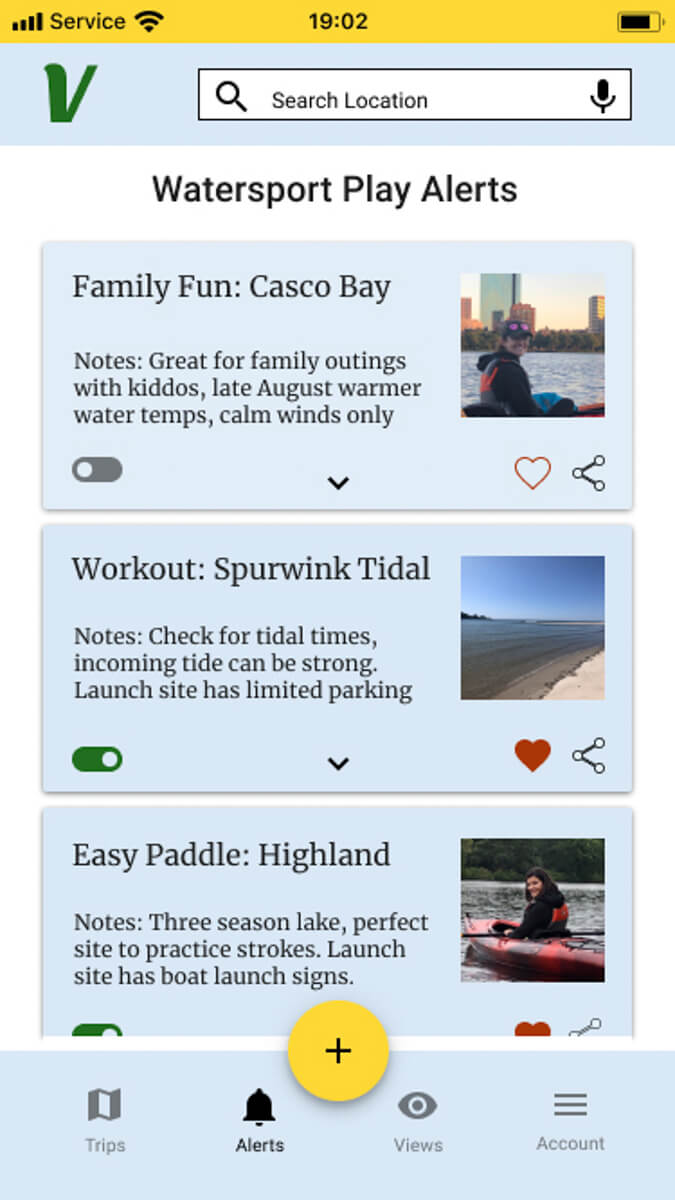 Service 19:02
V
Search Location
Watersport Play Alerts
Family Fun: Casco Bay
Notes: Great for family outings
with kiddos, late August warmer
water temps, calm winds only
Workout: Spurwink Tidal
Notes: Check for tidal times,
incoming tide can be strong.
Launch site has limited parking
Easy Paddle: Highland
Notes: Three season lake, perfect
site to practice strokes. Launch
site has boat launch signs.
+
Trips Alerts Views Account